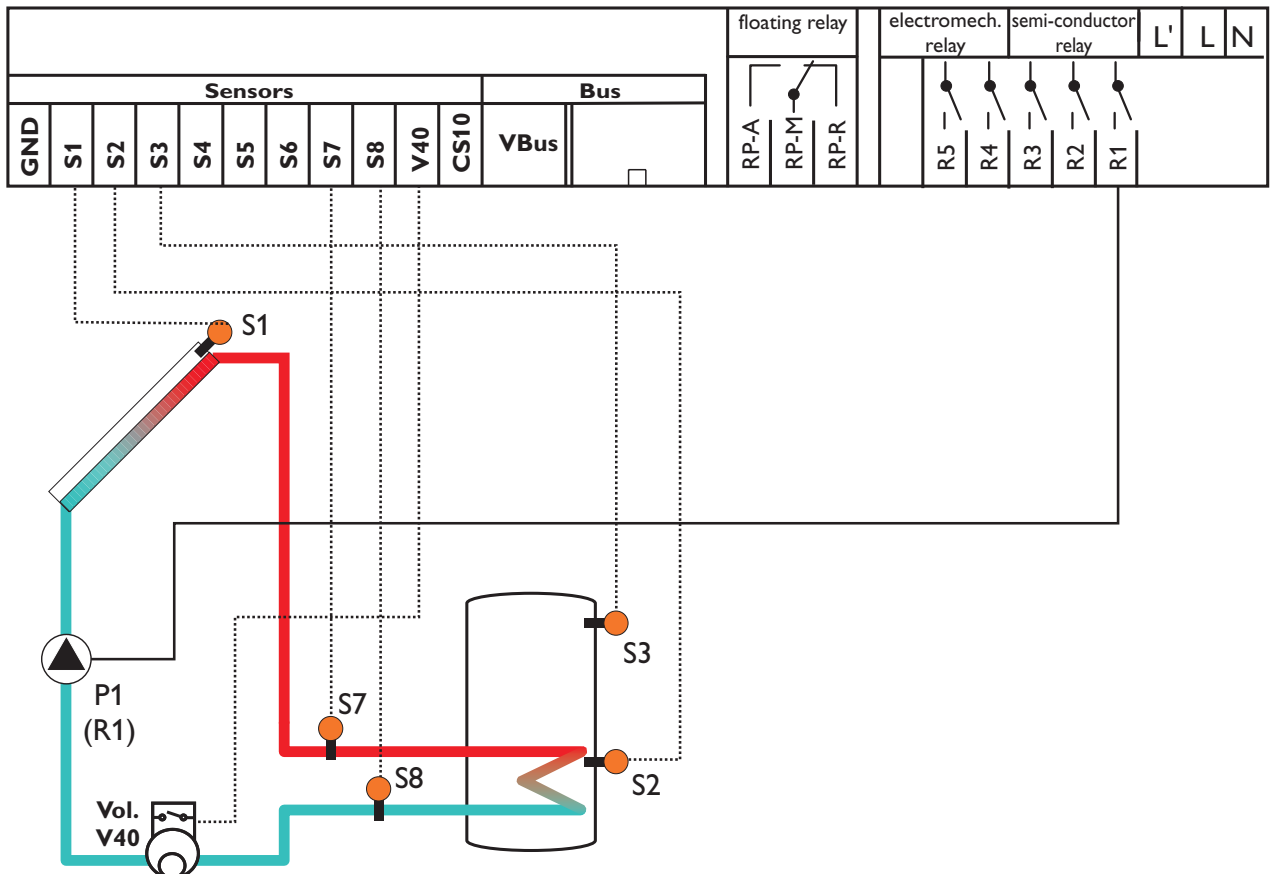 floating relay
electromech. relay
semi-conductor relay
L'
L
N
Sensors
Bus
GND
S1
S2
S3
S4
S5
S6
S7
S8
V40
CS10
VBus
RP-A
RP-M
RP-R
R5
R4
R3
R2
R1
S1
S3
P1
(R1)
S7
S2
S8
Vol.
V40